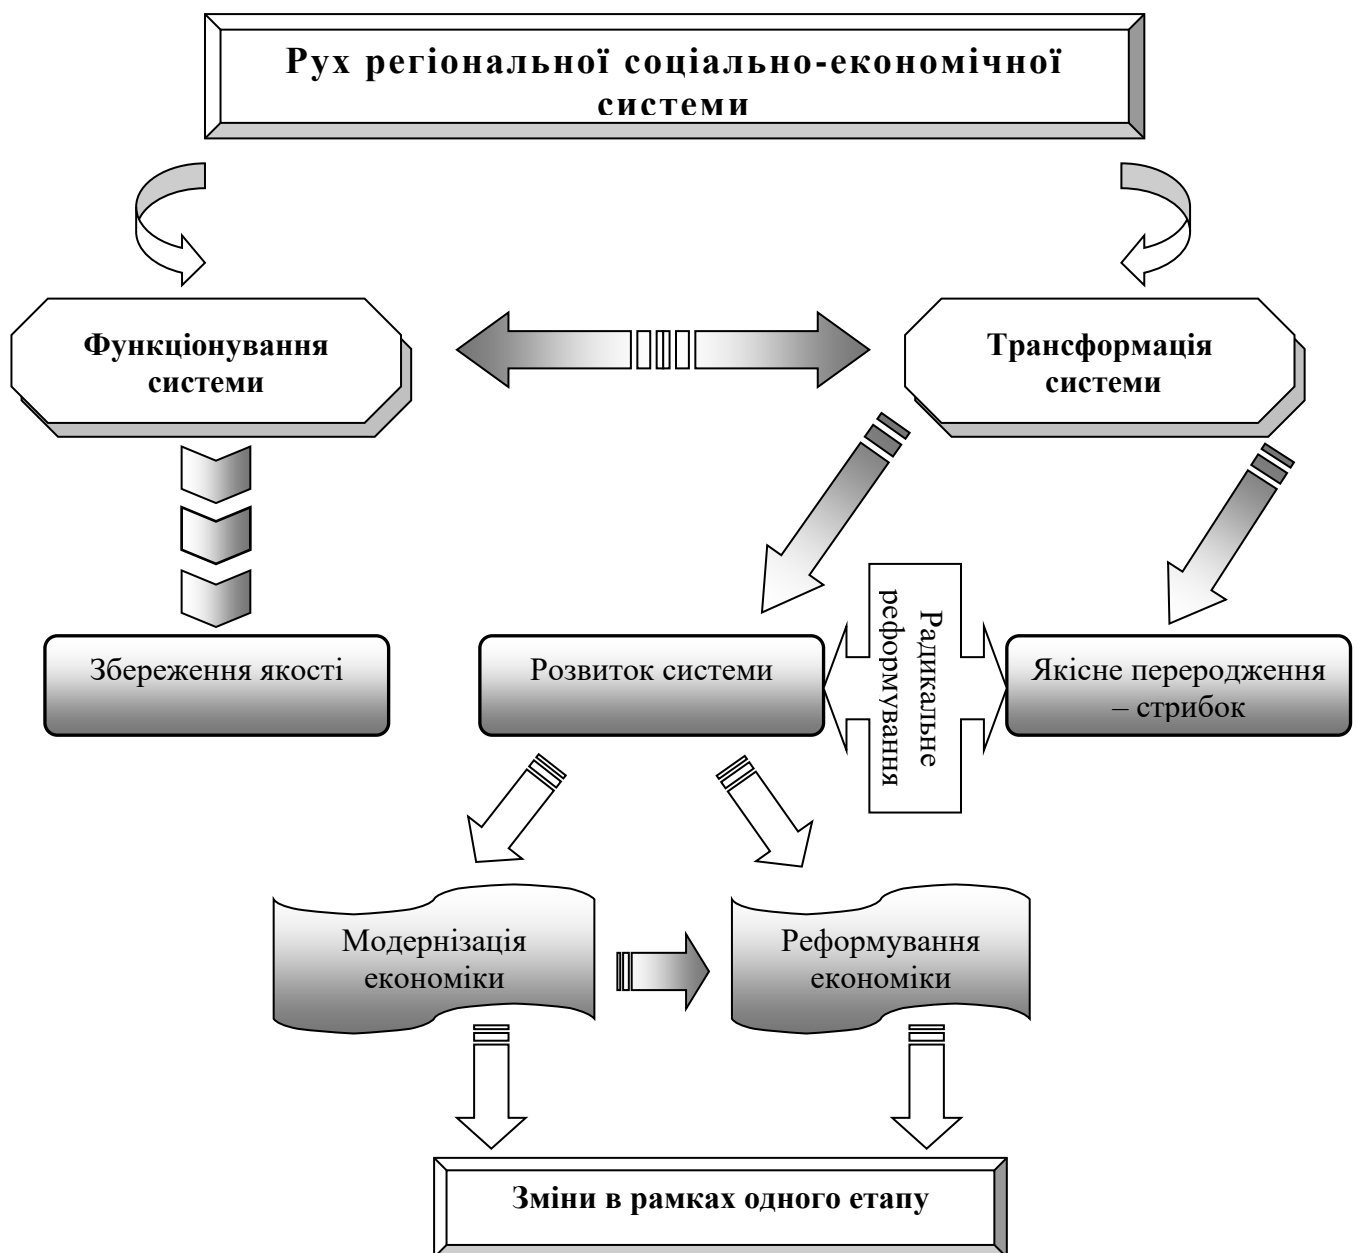 Рух регіональної соціально-економічної
системи
Функціонування
системи
Трансформація
системи
Збереження якості
Розвиток системи
Радикальне
реформування
Якісне переродження
– стрибок
Модернізація
економіки
Реформування
економіки
Зміни в рамках одного етапу